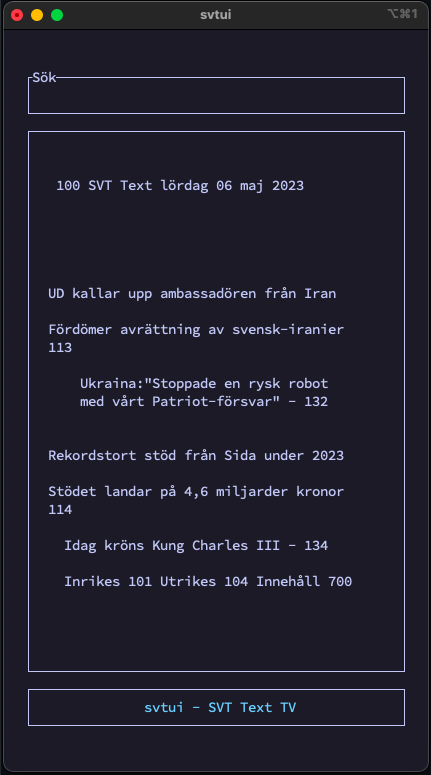 svtui
⌥⌘1
Sök
100 SVT Text lördag 06 maj 2023
UD kallar upp ambassadören från Iran
Fördömer avrättning av svensk-iranier
113
Ukraina:"Stoppade en rysk robot
med vårt Patriot-försvar" - 132
Rekordstort stöd från Sida under 2023
Stödet landar på 4,6 miljarder kronor
114
Idag kröns Kung Charles III - 134
Inrikes 101 Utrikes 104 Innehåll 700
svtui - SVT Text TV